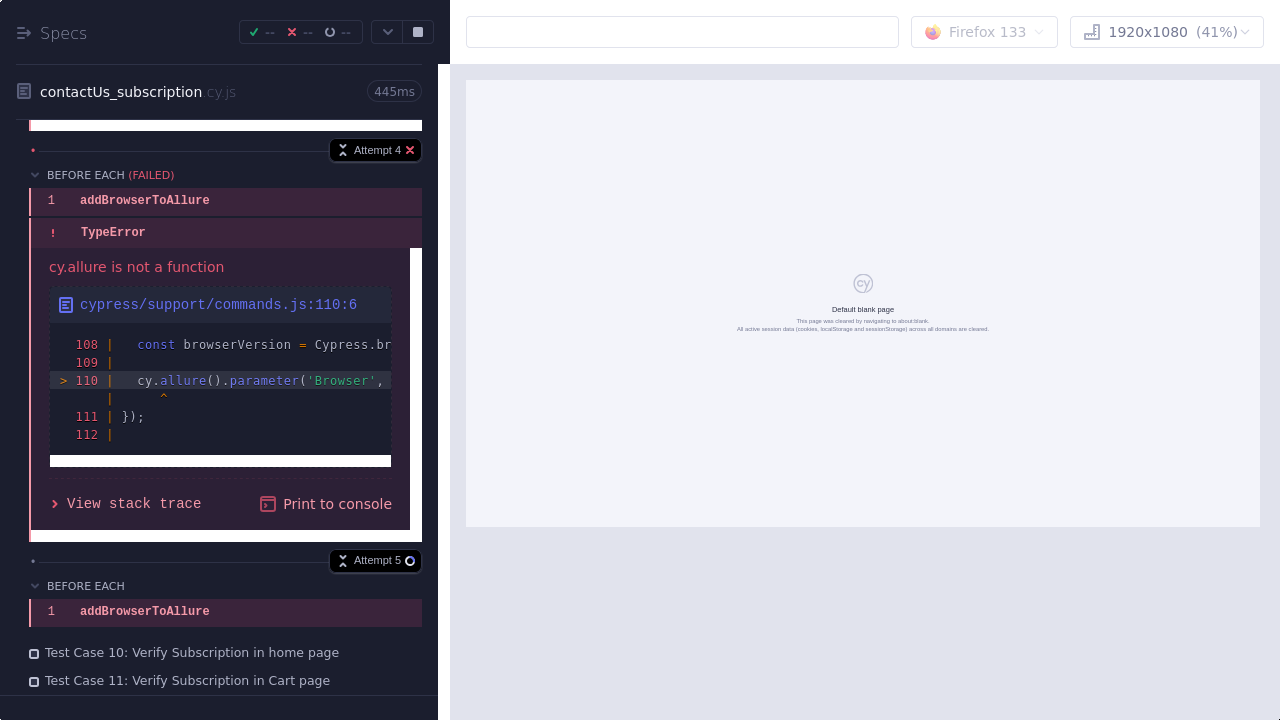 Specs
--
--
--
Firefox 133
1920x1080 (41%)
contactUs_subscription.cy.js
445ms
Attempt 4
BEFORE EACH (FAILED)
1 addBrowserToAllure
! TypeError
cy.allure is not a function
cypress/support/commands.js:110:6
108 | const browserVersion = Cypress.br
109 |
> 110 | cy.allure().parameter('Browser',
| ^
111 | });
112 |
View stack trace
Print to console
Attempt 5
BEFORE EACH
1 addBrowserToAllure
Test Case 10: Verify Subscription in home page
Test Case 11: Verify Subscription in Cart page
cy
Default blank page
This page was cleared by navigating to about:blank.
All active session data (cookies, localStorage and sessionStorage) across all domains are cleared.